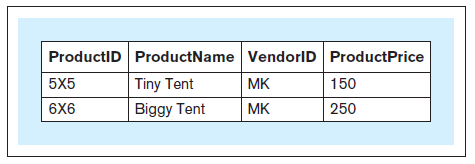 ProductID ProductName VendorID ProductPrice
5X5 Tiny Tent MK 150
6X6 Biggy Tent MK 250